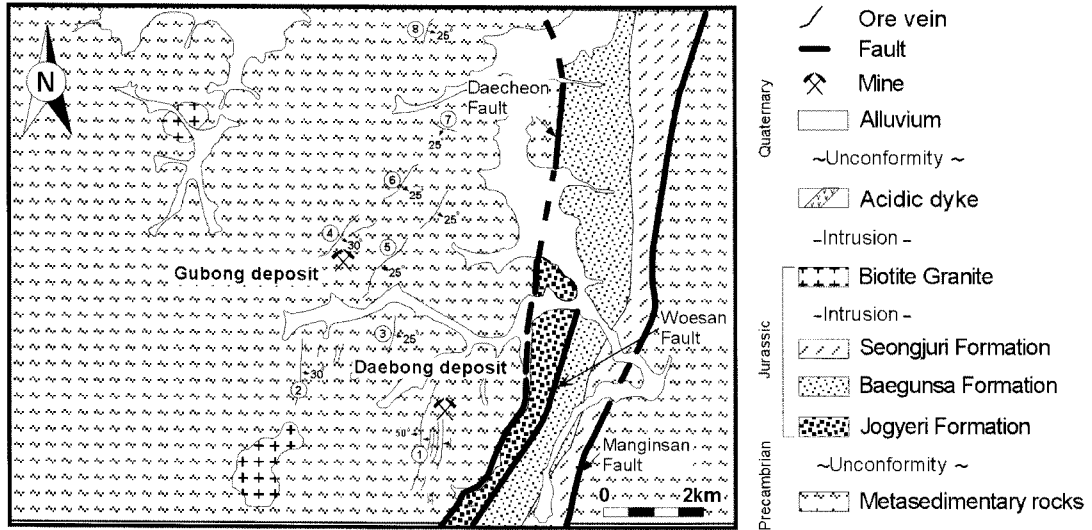 N
8
25°
Daecheon
Fault
7
25
6
25
25°
4
30
5
25°
Gubong deposit
3
25°
Woesan
Fault
Daebong deposit
30
2
50°
1
Manginsan
Fault
0 2km
Ore vein
Fault
Mine
Quaternary
Alluvium
~Unconformity ~
Acidic dyke
-Intrusion -
Biotite Granite
-Intrusion -
Jurassic
Seongjuri Formation
Baegunsa Formation
Jogyeri Formation
~Unconformity ~
Precambrian
Metasedimentary rocks